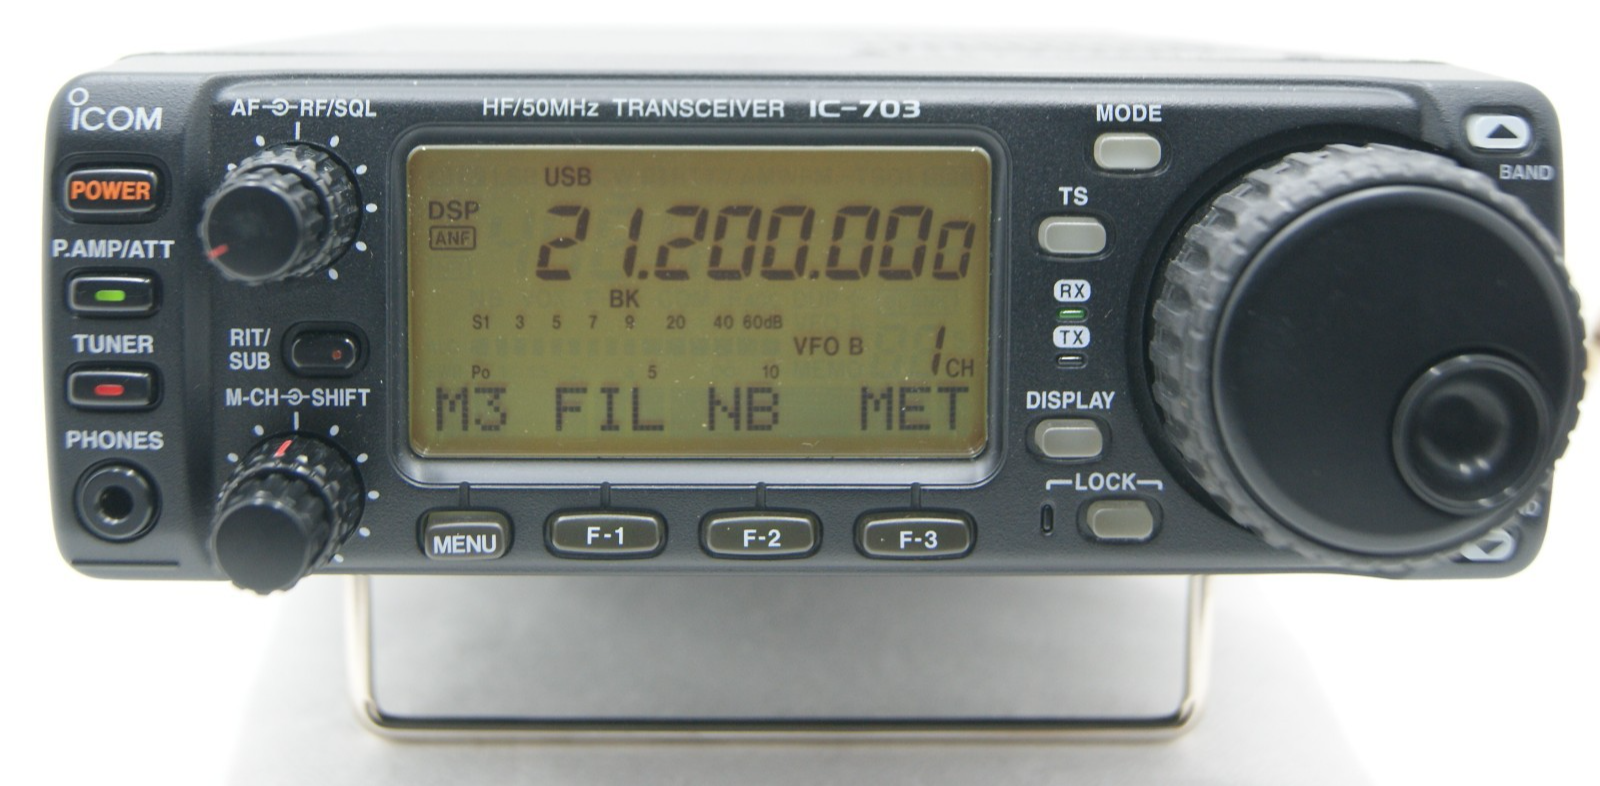 iCOM
AF RF/SQL
HF/50MHz TRANSCEIVER IC-703
MODE
BAND
POWER
P.AMP/ATT
TUNER
PHONES
RIT/
SUB
M-CH SHIFT
USB
DSP
ANF
21.200.000
BK
S1 3 5 7 9 20 40 60dB
VFO B 1 CH
Po 5 10
M3 FIL NB MET
MENU F-1 F-2 F-3
TS
RX
TX
DISPLAY
LOCK